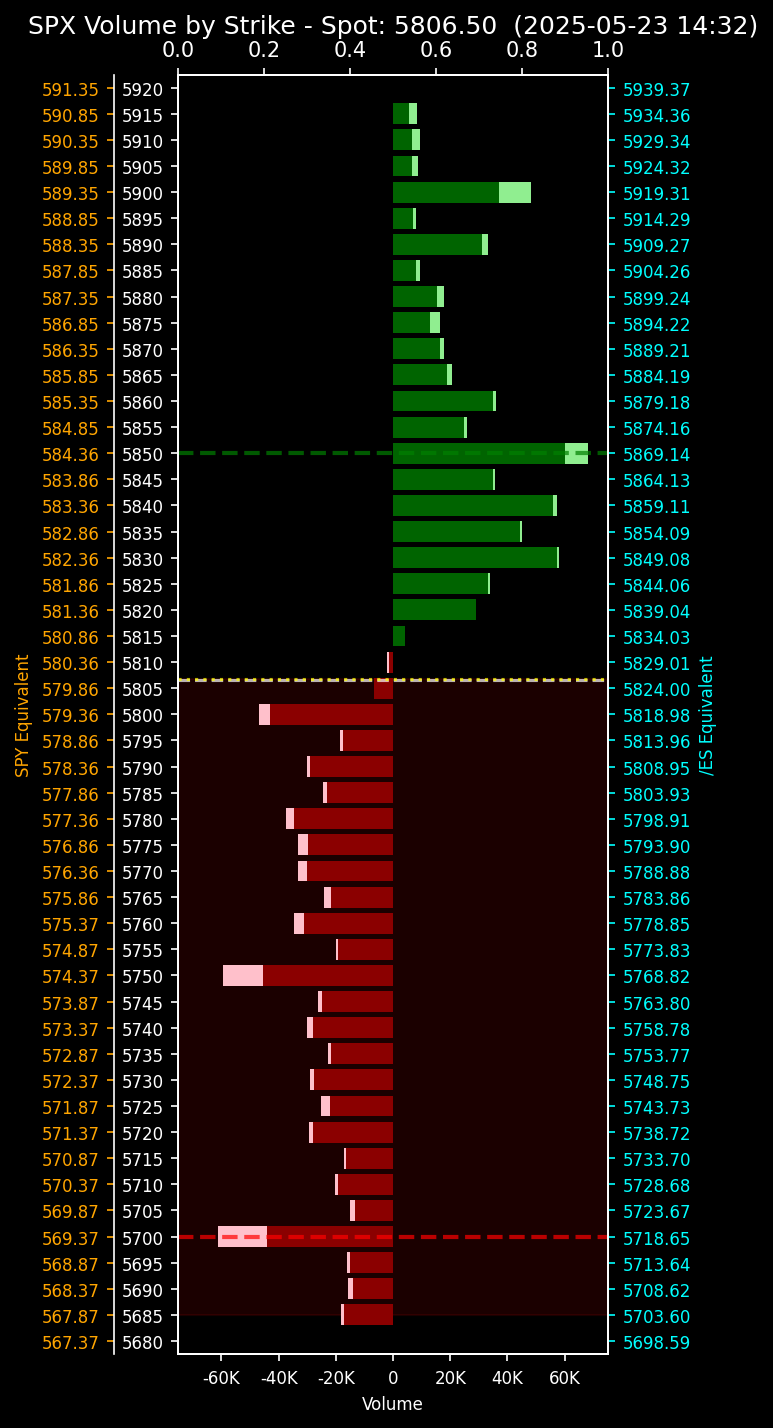 SPX Volume by Strike - Spot: 5806.50  (2025-05-23 14:32)
0.0 0.2 0.4 0.6 0.8 1.0
591.35 5920 5939.37
590.85 5915 5934.36
590.35 5910 5929.34
589.85 5905 5924.32
589.35 5900 5919.31
588.85 5895 5914.29
588.35 5890 5909.27
587.85 5885 5904.26
587.35 5880 5899.24
586.85 5875 5894.22
586.35 5870 5889.21
585.85 5865 5884.19
585.35 5860 5879.18
584.85 5855 5874.16
584.36 5850 5869.14
583.86 5845 5864.13
583.36 5840 5859.11
582.86 5835 5854.09
582.36 5830 5849.08
581.86 5825 5844.06
581.36 5820 5839.04
580.86 5815 5834.03
580.36 5810 5829.01
579.86 5805 5824.00
579.36 5800 5818.98
578.86 5795 5813.96
578.36 5790 5808.95
577.86 5785 5803.93
577.36 5780 5798.91
576.86 5775 5793.90
576.36 5770 5788.88
575.86 5765 5783.86
575.37 5760 5778.85
574.87 5755 5773.83
574.37 5750 5768.82
573.87 5745 5763.80
573.37 5740 5758.78
572.87 5735 5753.77
572.37 5730 5748.75
571.87 5725 5743.73
571.37 5720 5738.72
570.87 5715 5733.70
570.37 5710 5728.68
569.87 5705 5723.67
569.37 5700 5718.65
568.87 5695 5713.64
568.37 5690 5708.62
567.87 5685 5703.60
567.37 5680 5698.59
SPY Equivalent
/ES Equivalent
-60K -40K -20K 0 20K 40K 60K
Volume